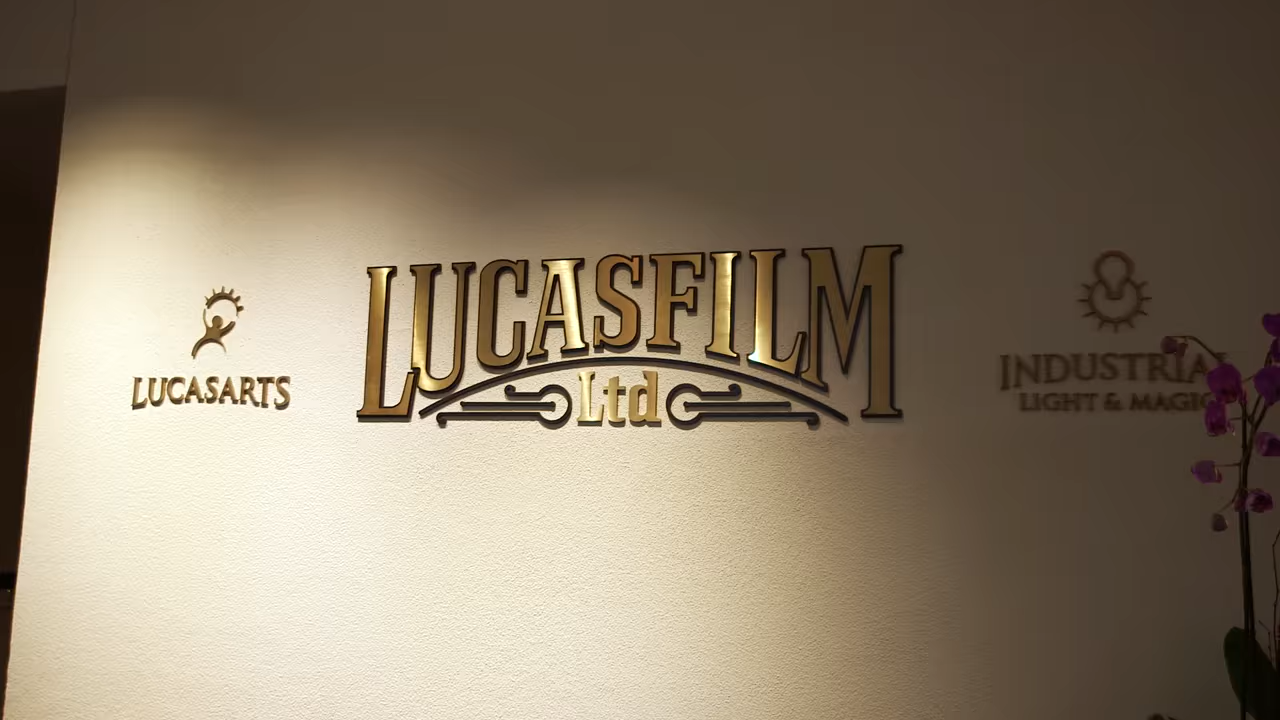 LUCASARTS
LUCASFILM
Ltd
INDUSTRIAL
LIGHT & MAGIC